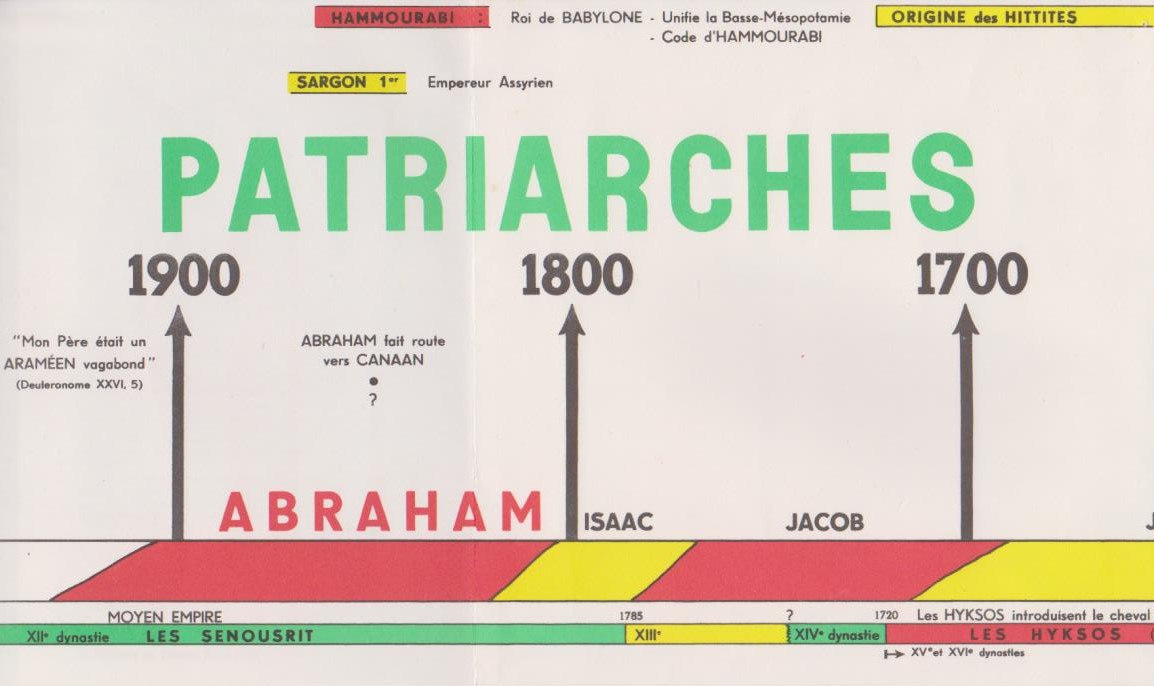 HAMMOURABI : Roi de BABYLONE - Unifie la Basse-Mésopotamie
- Code d'HAMMOURABI
ORIGINE des HITTITES
SARGON 1er Empereur Assyrien
PATRIARCHES
1900 1800 1700
"Mon Père était un
ARAMÉEN vagabond"
(Deuteronome XXVI, 5)
ABRAHAM fait route
vers CANAAN
?
ABRAHAM ISAAC JACOB J
MOYEN EMPIRE 1785 ? 1720 Les HYKSOS introduisent le cheval
XIIe dynastie LES SENOUSRIT XIIIe XIVe dynastie LES HYKSOS (
XVe et XVIe dynasties